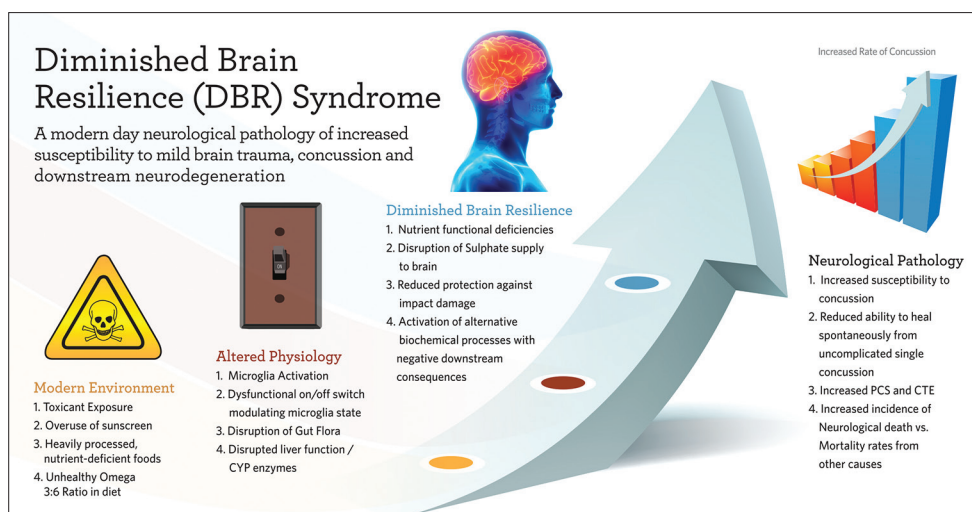 Diminished Brain
Resilience (DBR) Syndrome
A modern day neurological pathology of increased
susceptibility to mild brain trauma, concussion and
downstream neurodegeneration
Increased Rate of Concussion
Modern Environment
1. Toxicant Exposure
2. Overuse of sunscreen
3. Heavily processed,
nutrient-deficient foods
4. Unhealthy Omega
3:6 Ratio in diet
ON
Altered Physiology
1. Microglia Activation
2. Dysfunctional on/off switch
modulating microglia state
3. Disruption of Gut Flora
4. Disrupted liver function /
CYP enzymes
Diminished Brain Resilience
1. Nutrient functional deficiencies
2. Disruption of Sulphate supply
to brain
3. Reduced protection against
impact damage
4. Activation of alternative
biochemical processes with
negative downstream
consequences
Neurological Pathology
1. Increased susceptibility to
concussion
2. Reduced ability to heal
spontaneously from
uncomplicated single
concussion
3. Increased PCS and CTE
4. Increased incidence of
Neurological death vs.
Mortality rates from
other causes